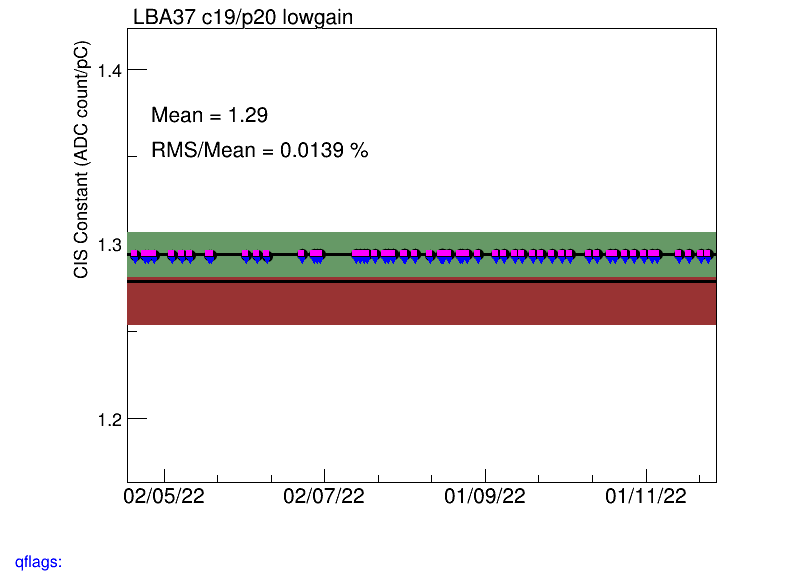 LBA37 c19/p20 lowgain
CIS Constant (ADC count/pC)
1.4
Mean = 1.29
RMS/Mean = 0.0139 %
1.3
1.2
02/05/22 02/07/22 01/09/22 01/11/22
qflags: